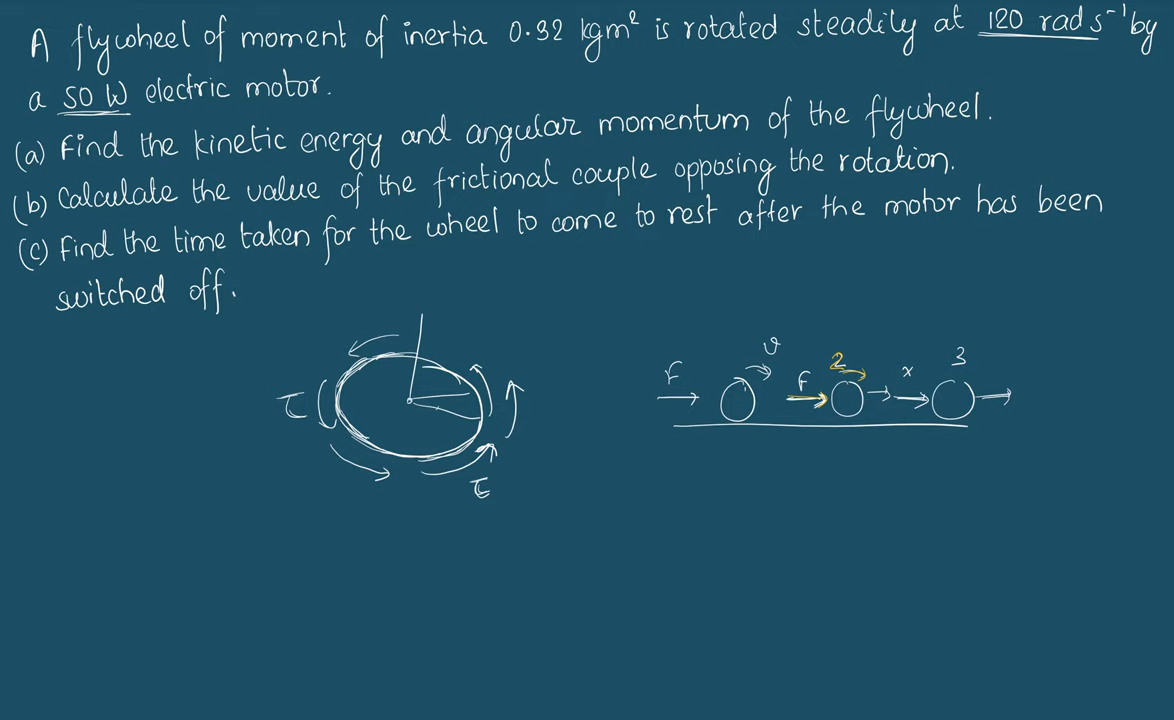 A flywheel of moment of inertia 0.32 kgm² is rotated steadily at 120 rad s⁻¹ by
a 50 W electric motor.
(a) Find the kinetic energy and angular momentum of the flywheel.
(b) Calculate the value of the frictional couple opposing the rotation.
(c) Find the time taken for the wheel to come to rest after the motor has been
switched off.
τ
τ
F
v
F
2
x
3